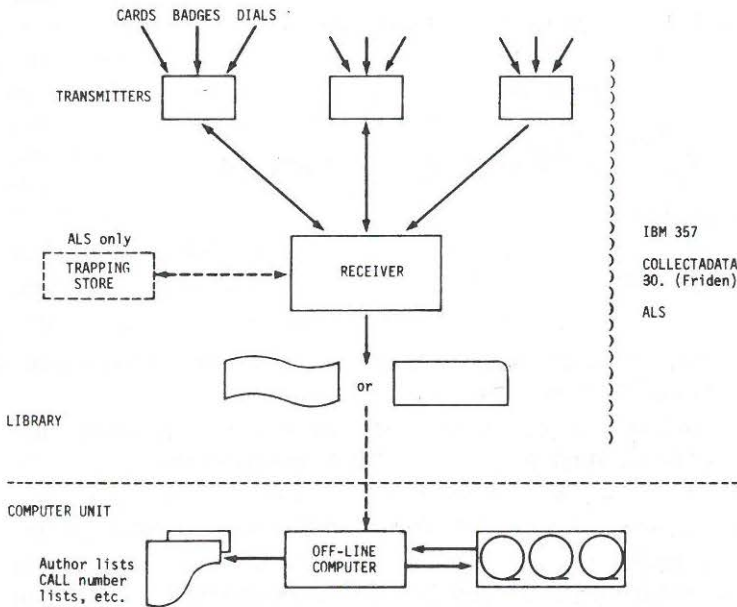 CARDS BADGES DIALS
TRANSMITTERS
ALS only
TRAPPING
STORE
RECEIVER
IBM 357
COLLECTADATA
30. (Friden)
ALS
or
LIBRARY
COMPUTER UNIT
OFF-LINE
COMPUTER
Author lists
CALL number
lists, etc.